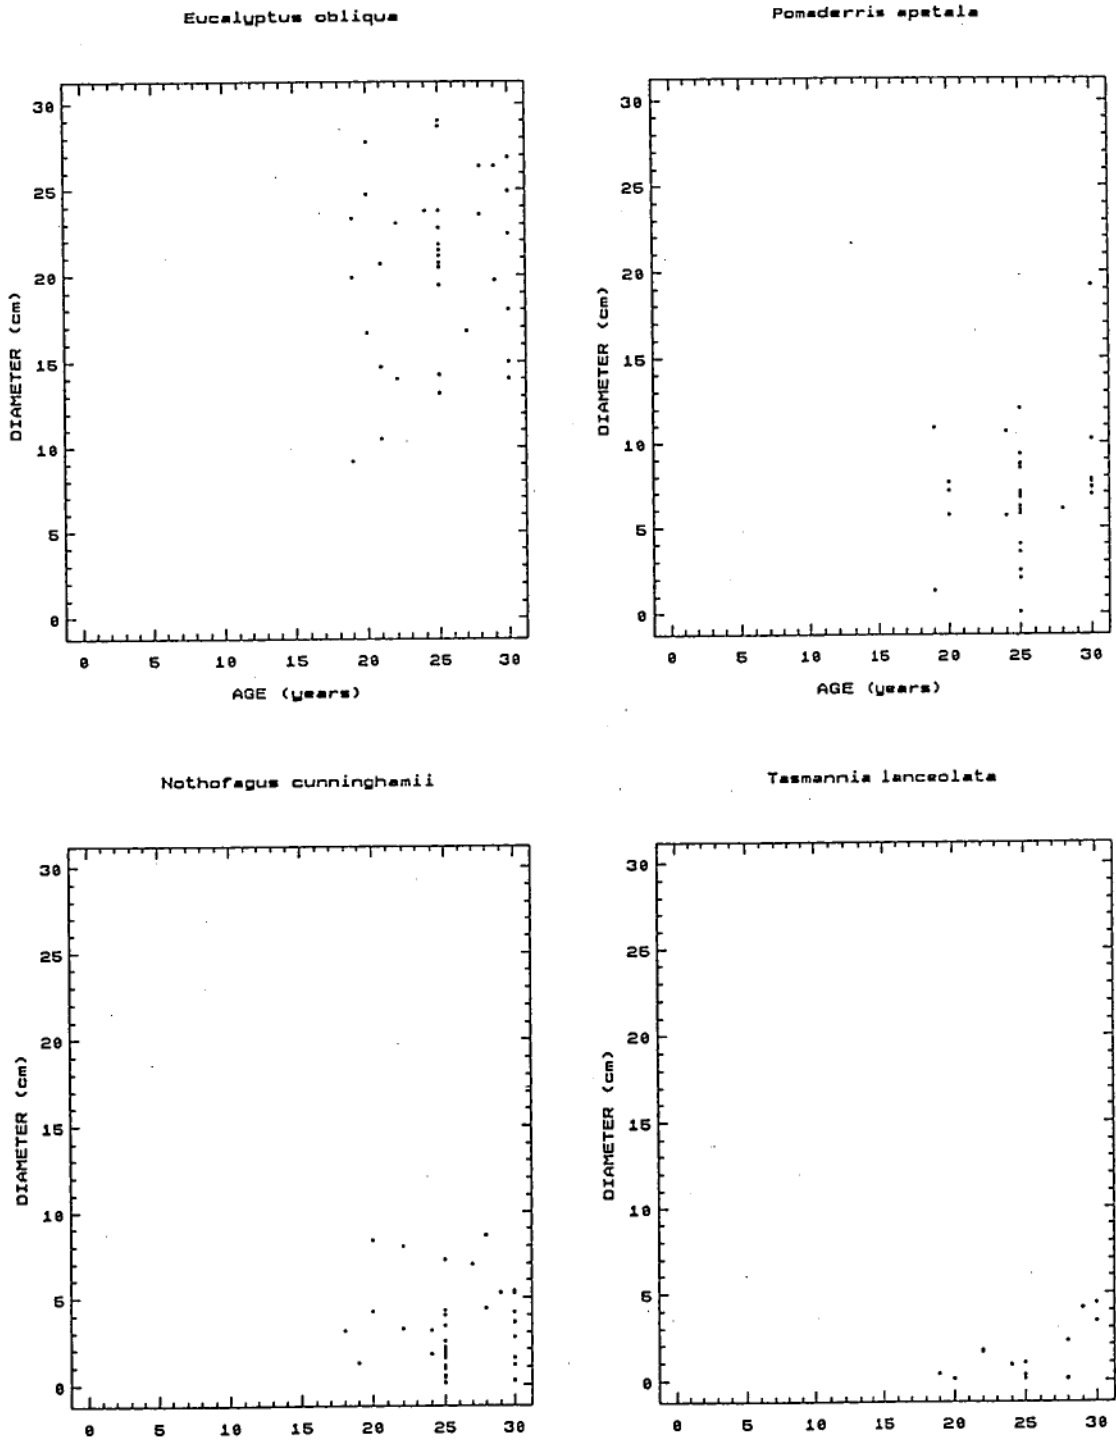 Eucalyptus obliqua
Pomaderris apetala
30
25
20
15
10
5
0
DIAMETER (cm)
0 5 10 15 20 25 30
AGE (years)
30
25
20
15
10
5
0
DIAMETER (cm)
0 5 10 15 20 25 30
AGE (years)
Nothofagus cunninghamii
Tasmannia lanceolata
30
25
20
15
10
5
0
DIAMETER (cm)
0 5 10 15 20 25 30
30
25
20
15
10
5
0
DIAMETER (cm)
0 5 10 15 20 25 30